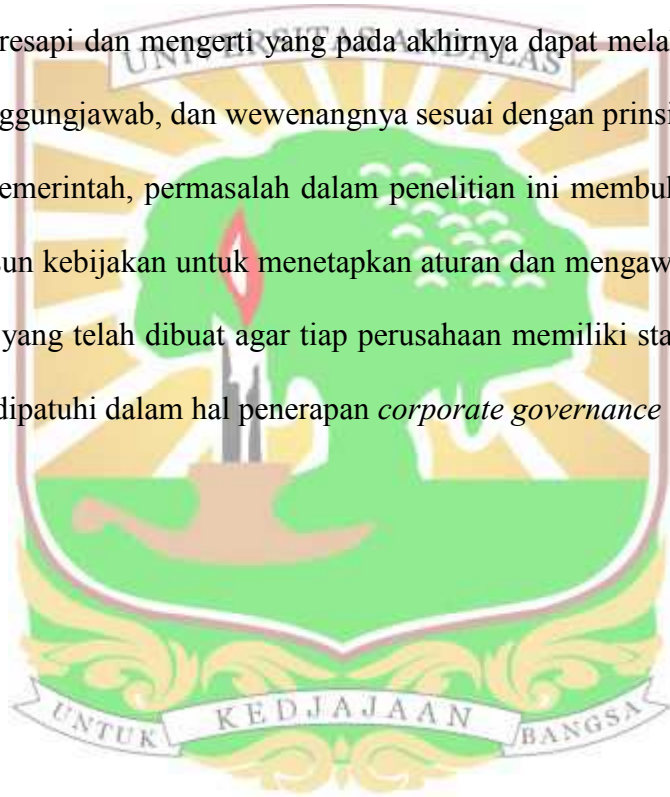 UNIVERSITAS ANDALAS
resapi dan mengerti yang pada akhirnya dapat mela
ggungjawab, dan wewenangnya sesuai dengan prinsi
emerintah, permasalah dalam penelitian ini membul
un kebijakan untuk menetapkan aturan dan mengaw
yang telah dibuat agar tiap perusahaan memiliki sta
dipatuhi dalam hal penerapan corporate governance
UNTUK KEDJAJAAN BANGSA